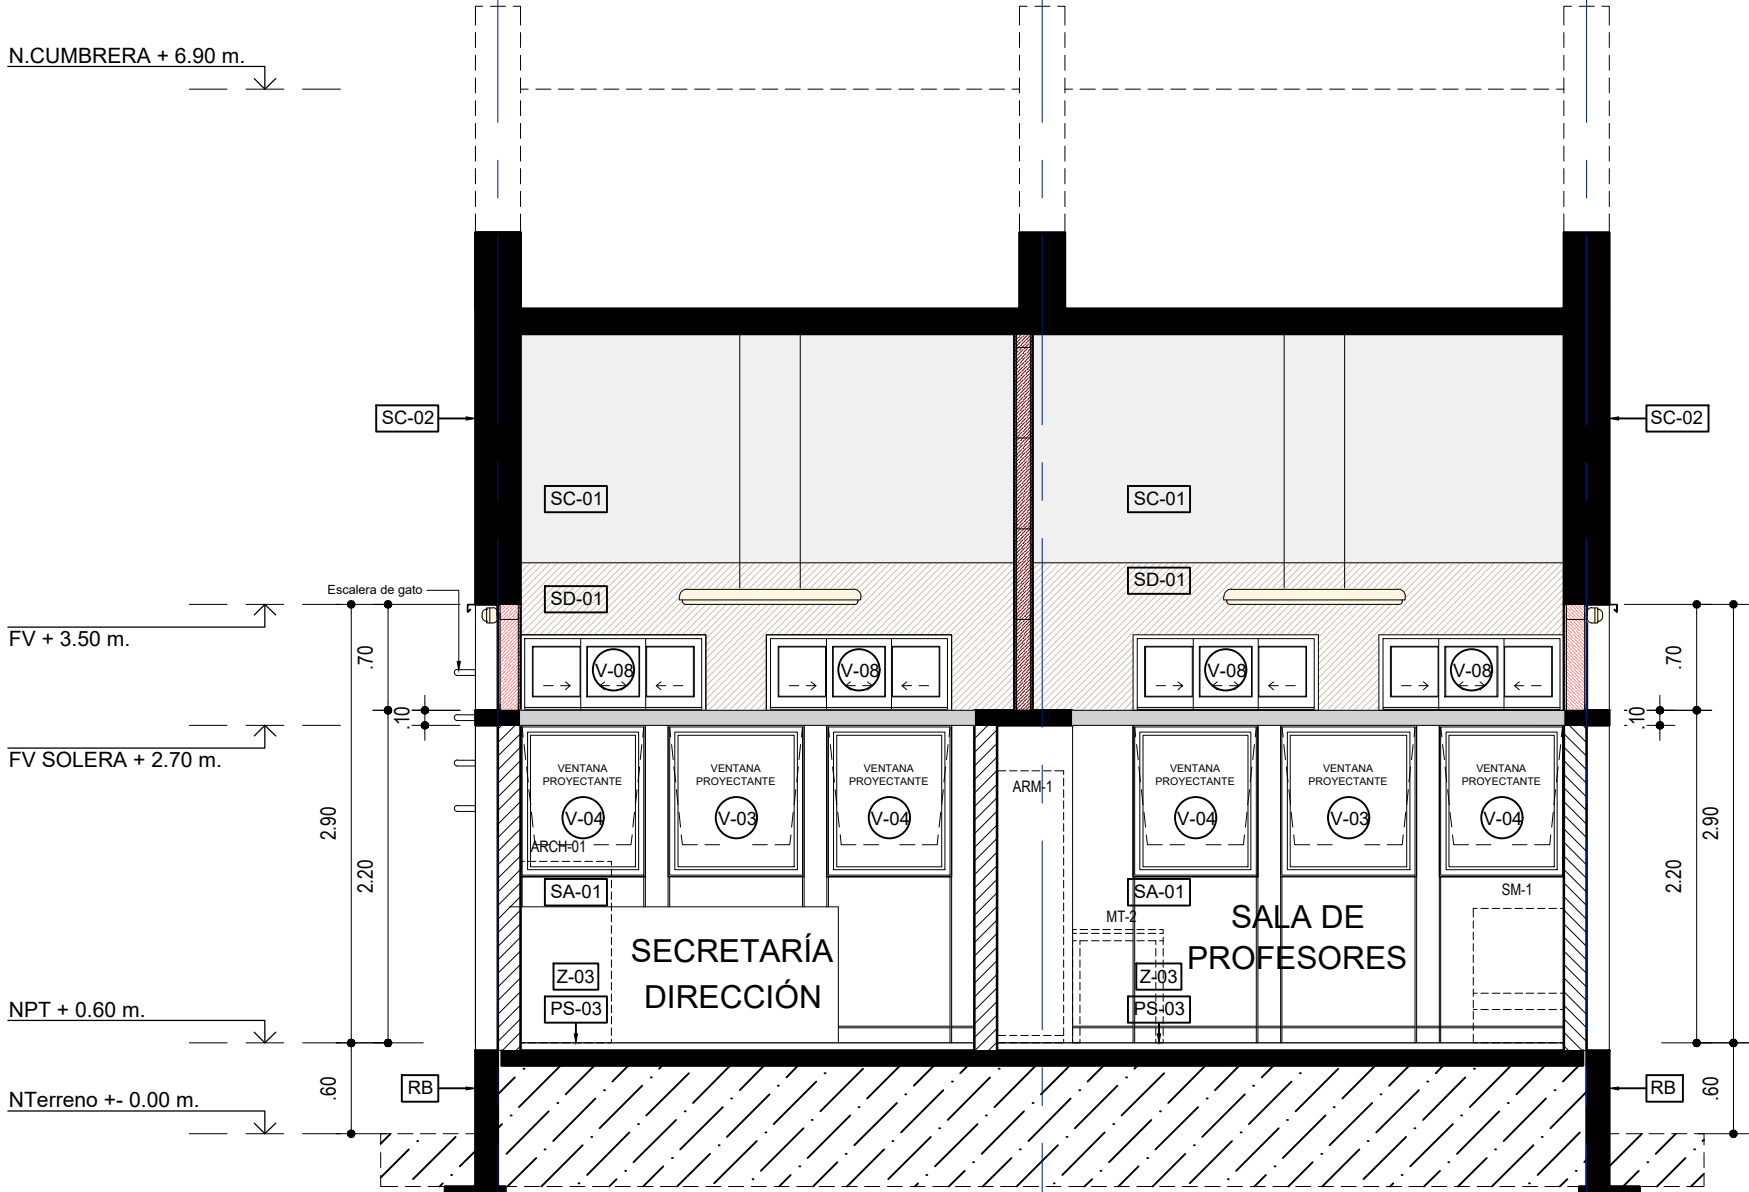 N.CUMBRERA + 6.90 m.
SC-02
SC-02
SC-01
SC-01
SD-01
SD-01
Escalera de gato
FV + 3.50 m.
.70
.70
V-08
V-08
V-08
V-08
.10
.10
FV SOLERA + 2.70 m.
VENTANA
PROYECTANTE
V-04
VENTANA
PROYECTANTE
V-03
VENTANA
PROYECTANTE
V-04
ARM-1
VENTANA
PROYECTANTE
V-04
VENTANA
PROYECTANTE
V-03
VENTANA
PROYECTANTE
V-04
2.90
2.20
2.20
2.90
ARCH-01
SA-01
SA-01
SM-1
MT-2
SECRETARÍA
DIRECCIÓN
SALA DE
PROFESORES
Z-03
PS-03
Z-03
PS-03
NPT + 0.60 m.
RB
RB
.60
.60
NTerreno +- 0.00 m.